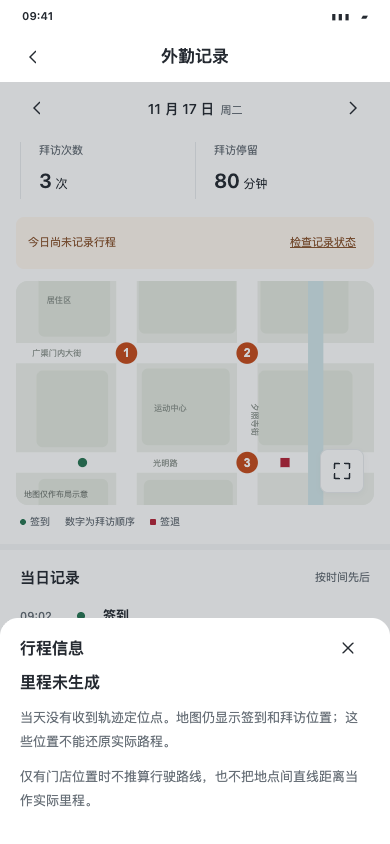 09:41
外勤记录
11 月 17 日 周二
拜访次数
3 次
拜访停留
80 分钟
今日尚未记录行程
检查记录状态
居住区
广渠门内大街
1
2
运动中心
夕照寺街
光明路
3
地图仅作布局示意
签到
数字为拜访顺序
签退
当日记录
按时间先后
09:02
签到
行程信息
里程未生成
当天没有收到轨迹定位点。地图仍显示签到和拜访位置；这
些位置不能还原实际路程。
仅有门店位置时不推算行驶路线，也不把地点间直线距离当
作实际里程。